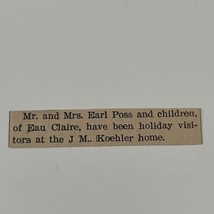 Mr. and Mrs. Earl Poss and children,
of Eau Claire, have been holiday visi-
tors at the J M.. (Koehler home.